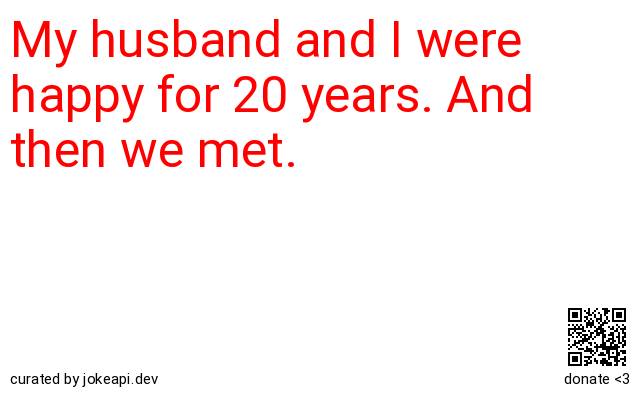 My husband and I were
happy for 20 years. And
then we met.
curated by jokeapi.dev
donate <3